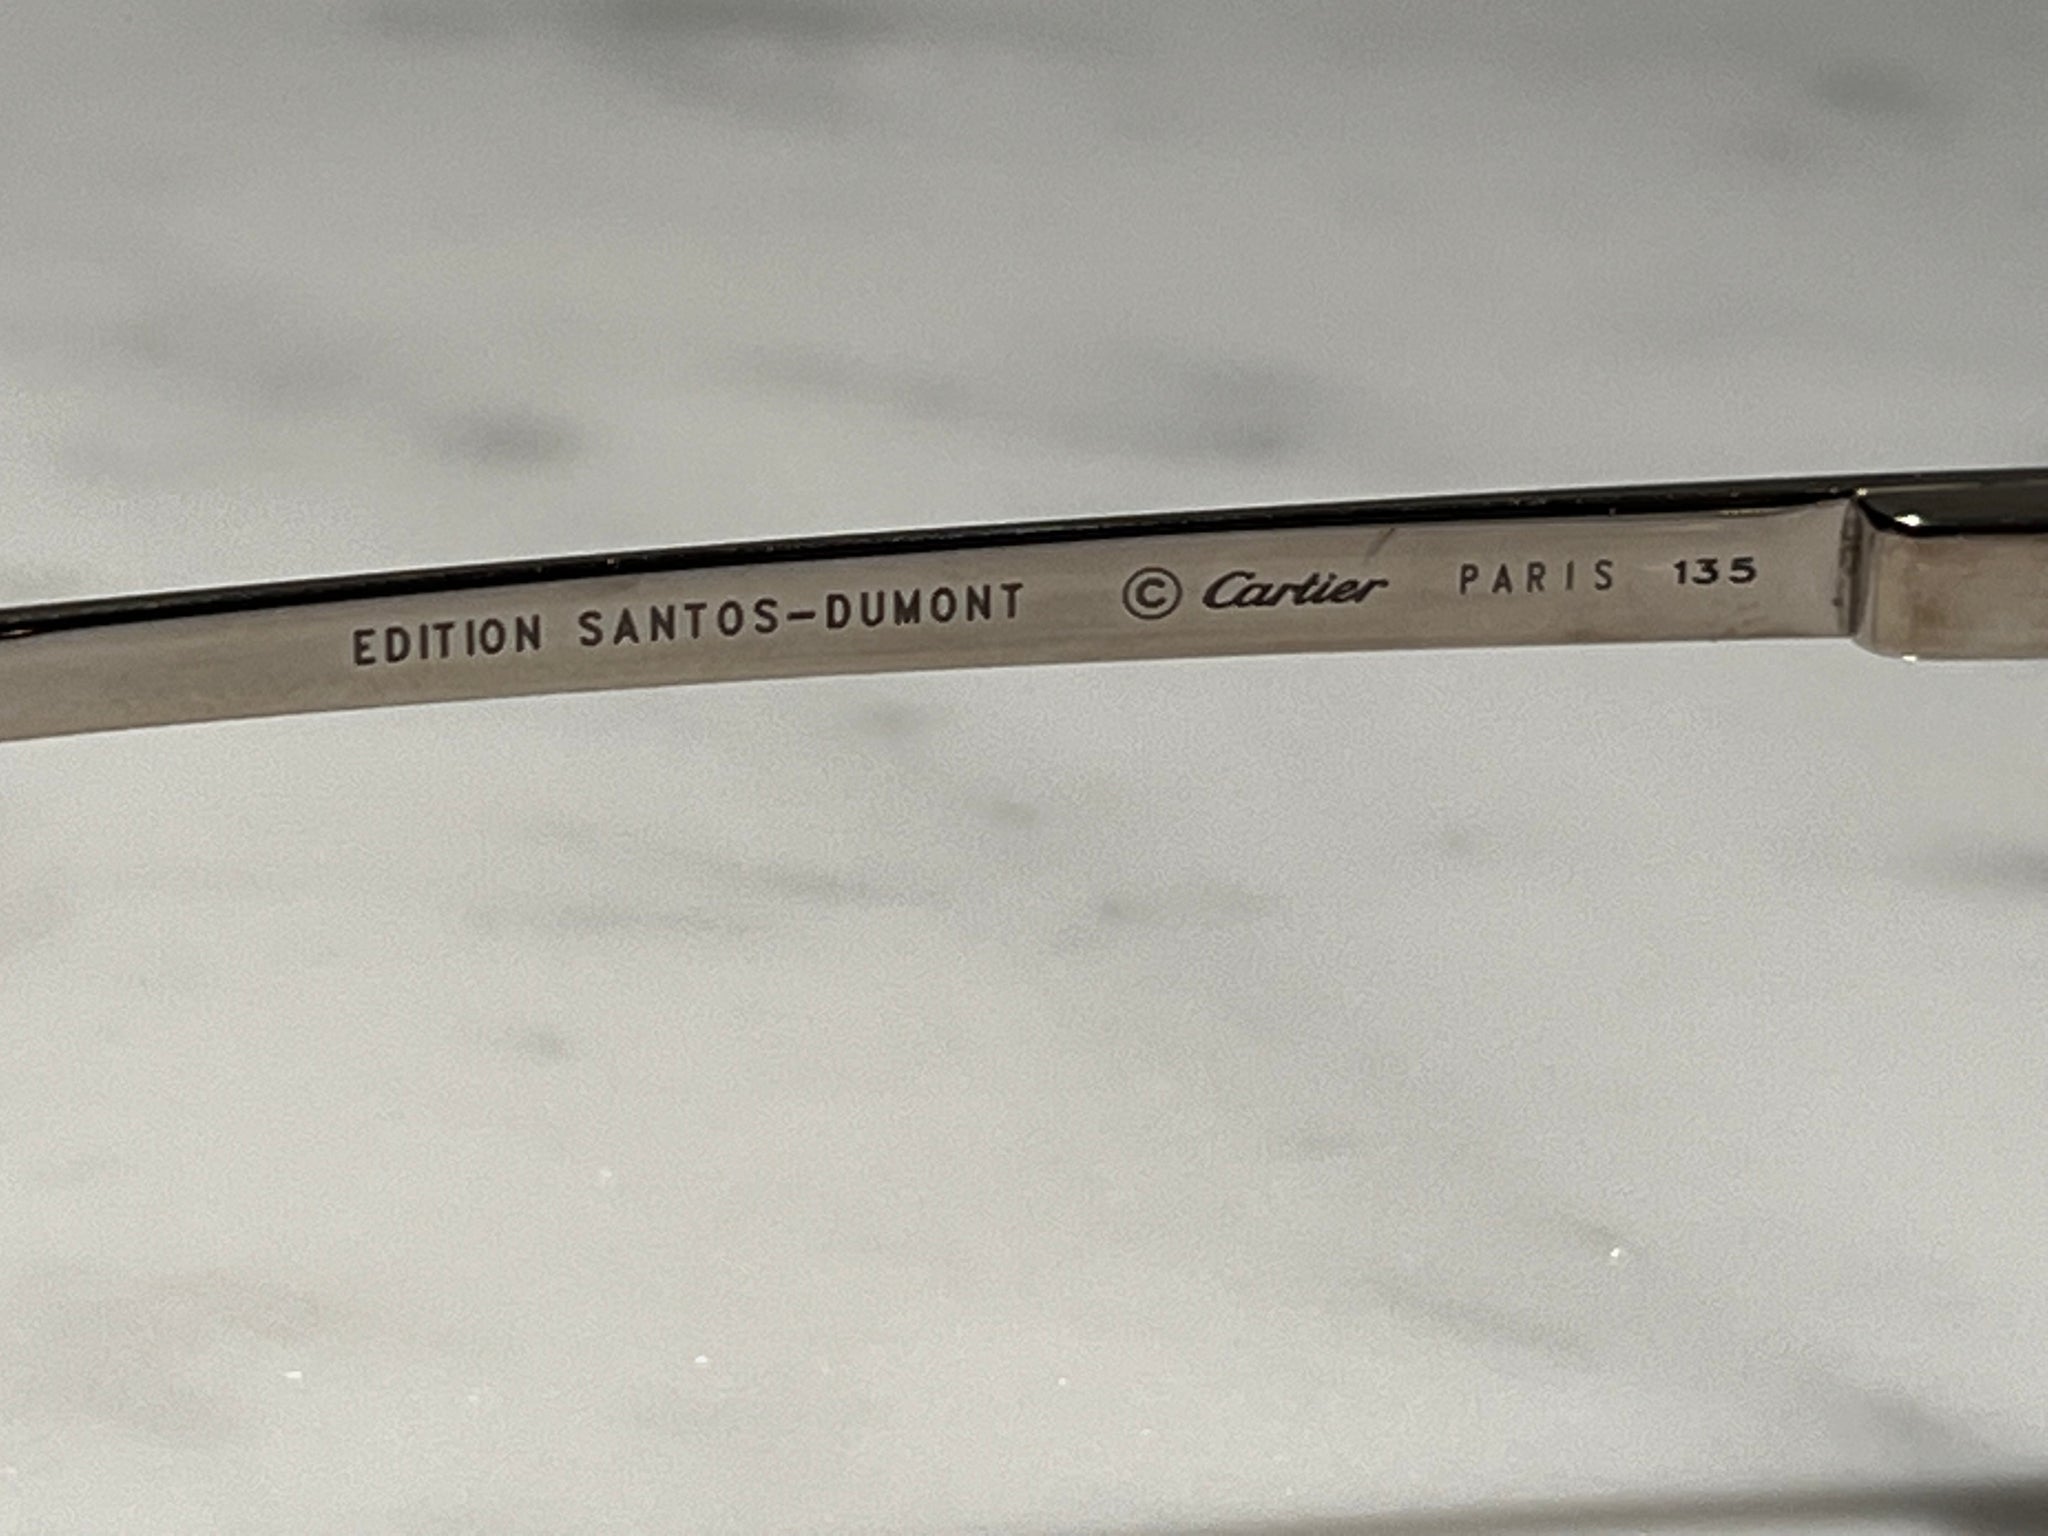 EDITION SANTOS-DUMONT © Cartier PARIS 135